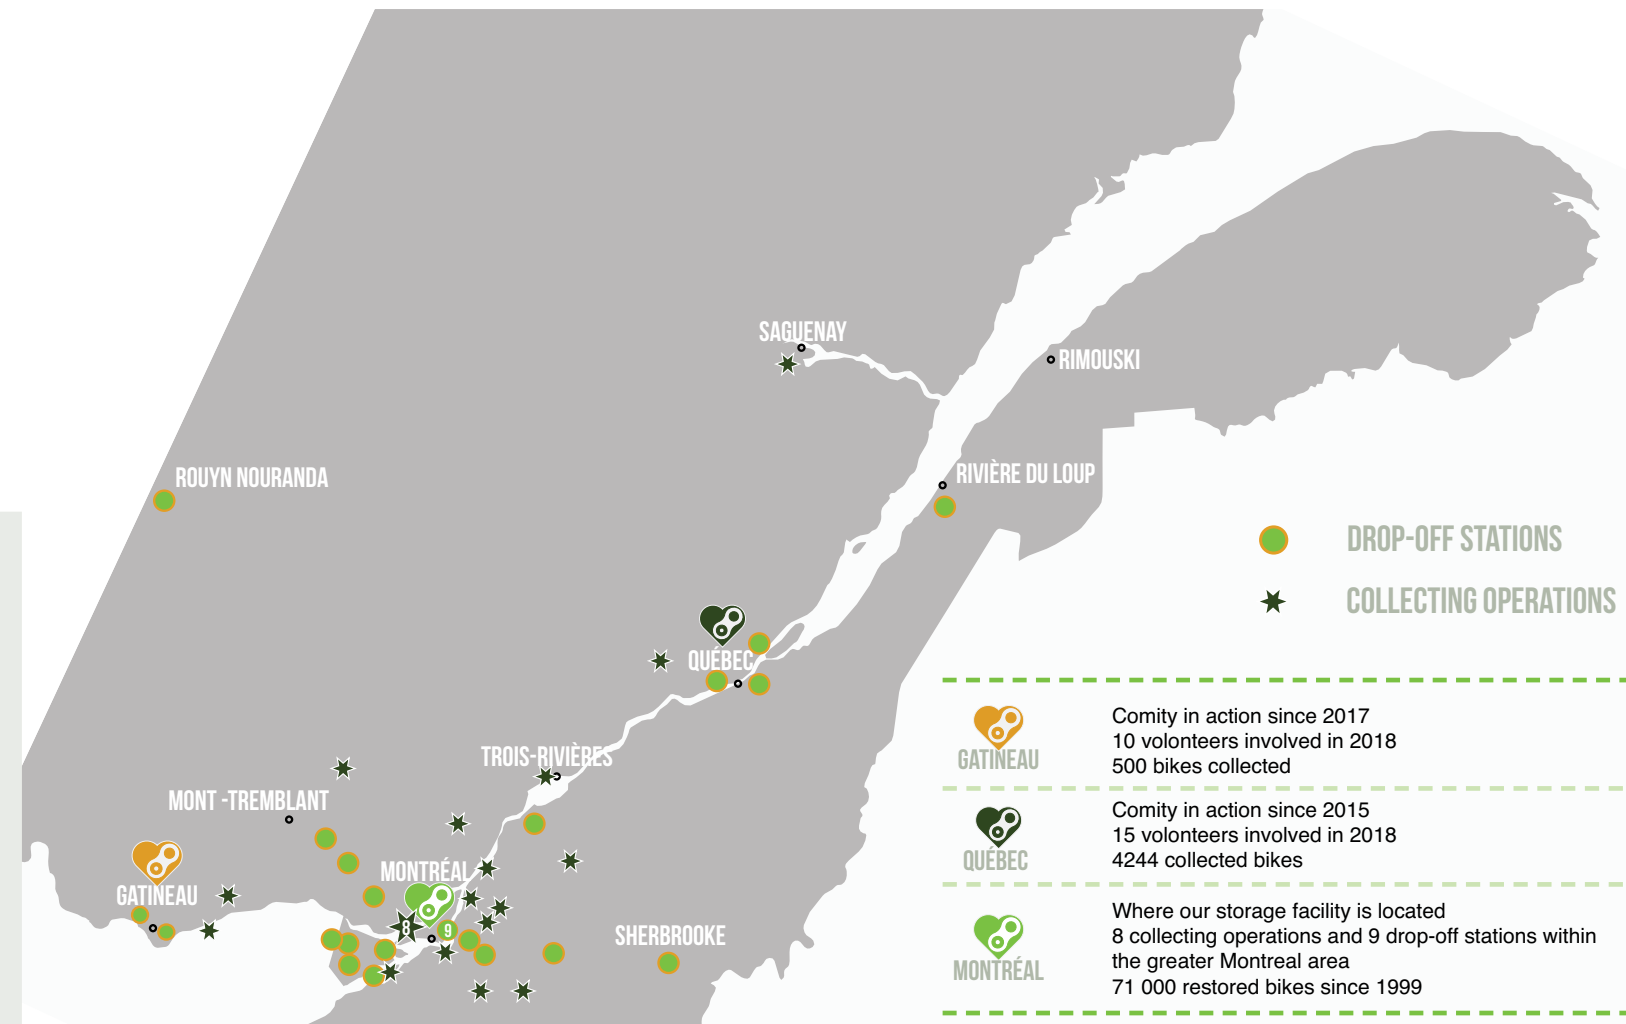 SAGUENAY
RIMOUSKI
ROUYN NOURANDA
RIVIÈRE DU LOUP
DROP-OFF STATIONS
COLLECTING OPERATIONS
QUÉBEC
TROIS-RIVIÈRES
MONT -TREMBLANT
MONTRÉAL
GATINEAU
8
9
SHERBROOKE
GATINEAU
Comity in action since 2017
10 volonteers involved in 2018
500 bikes collected
QUÉBEC
Comity in action since 2015
15 volonteers involved in 2018
4244 collected bikes
MONTRÉAL
Where our storage facility is located
8 collecting operations and 9 drop-off stations within
the greater Montreal area
71 000 restored bikes since 1999